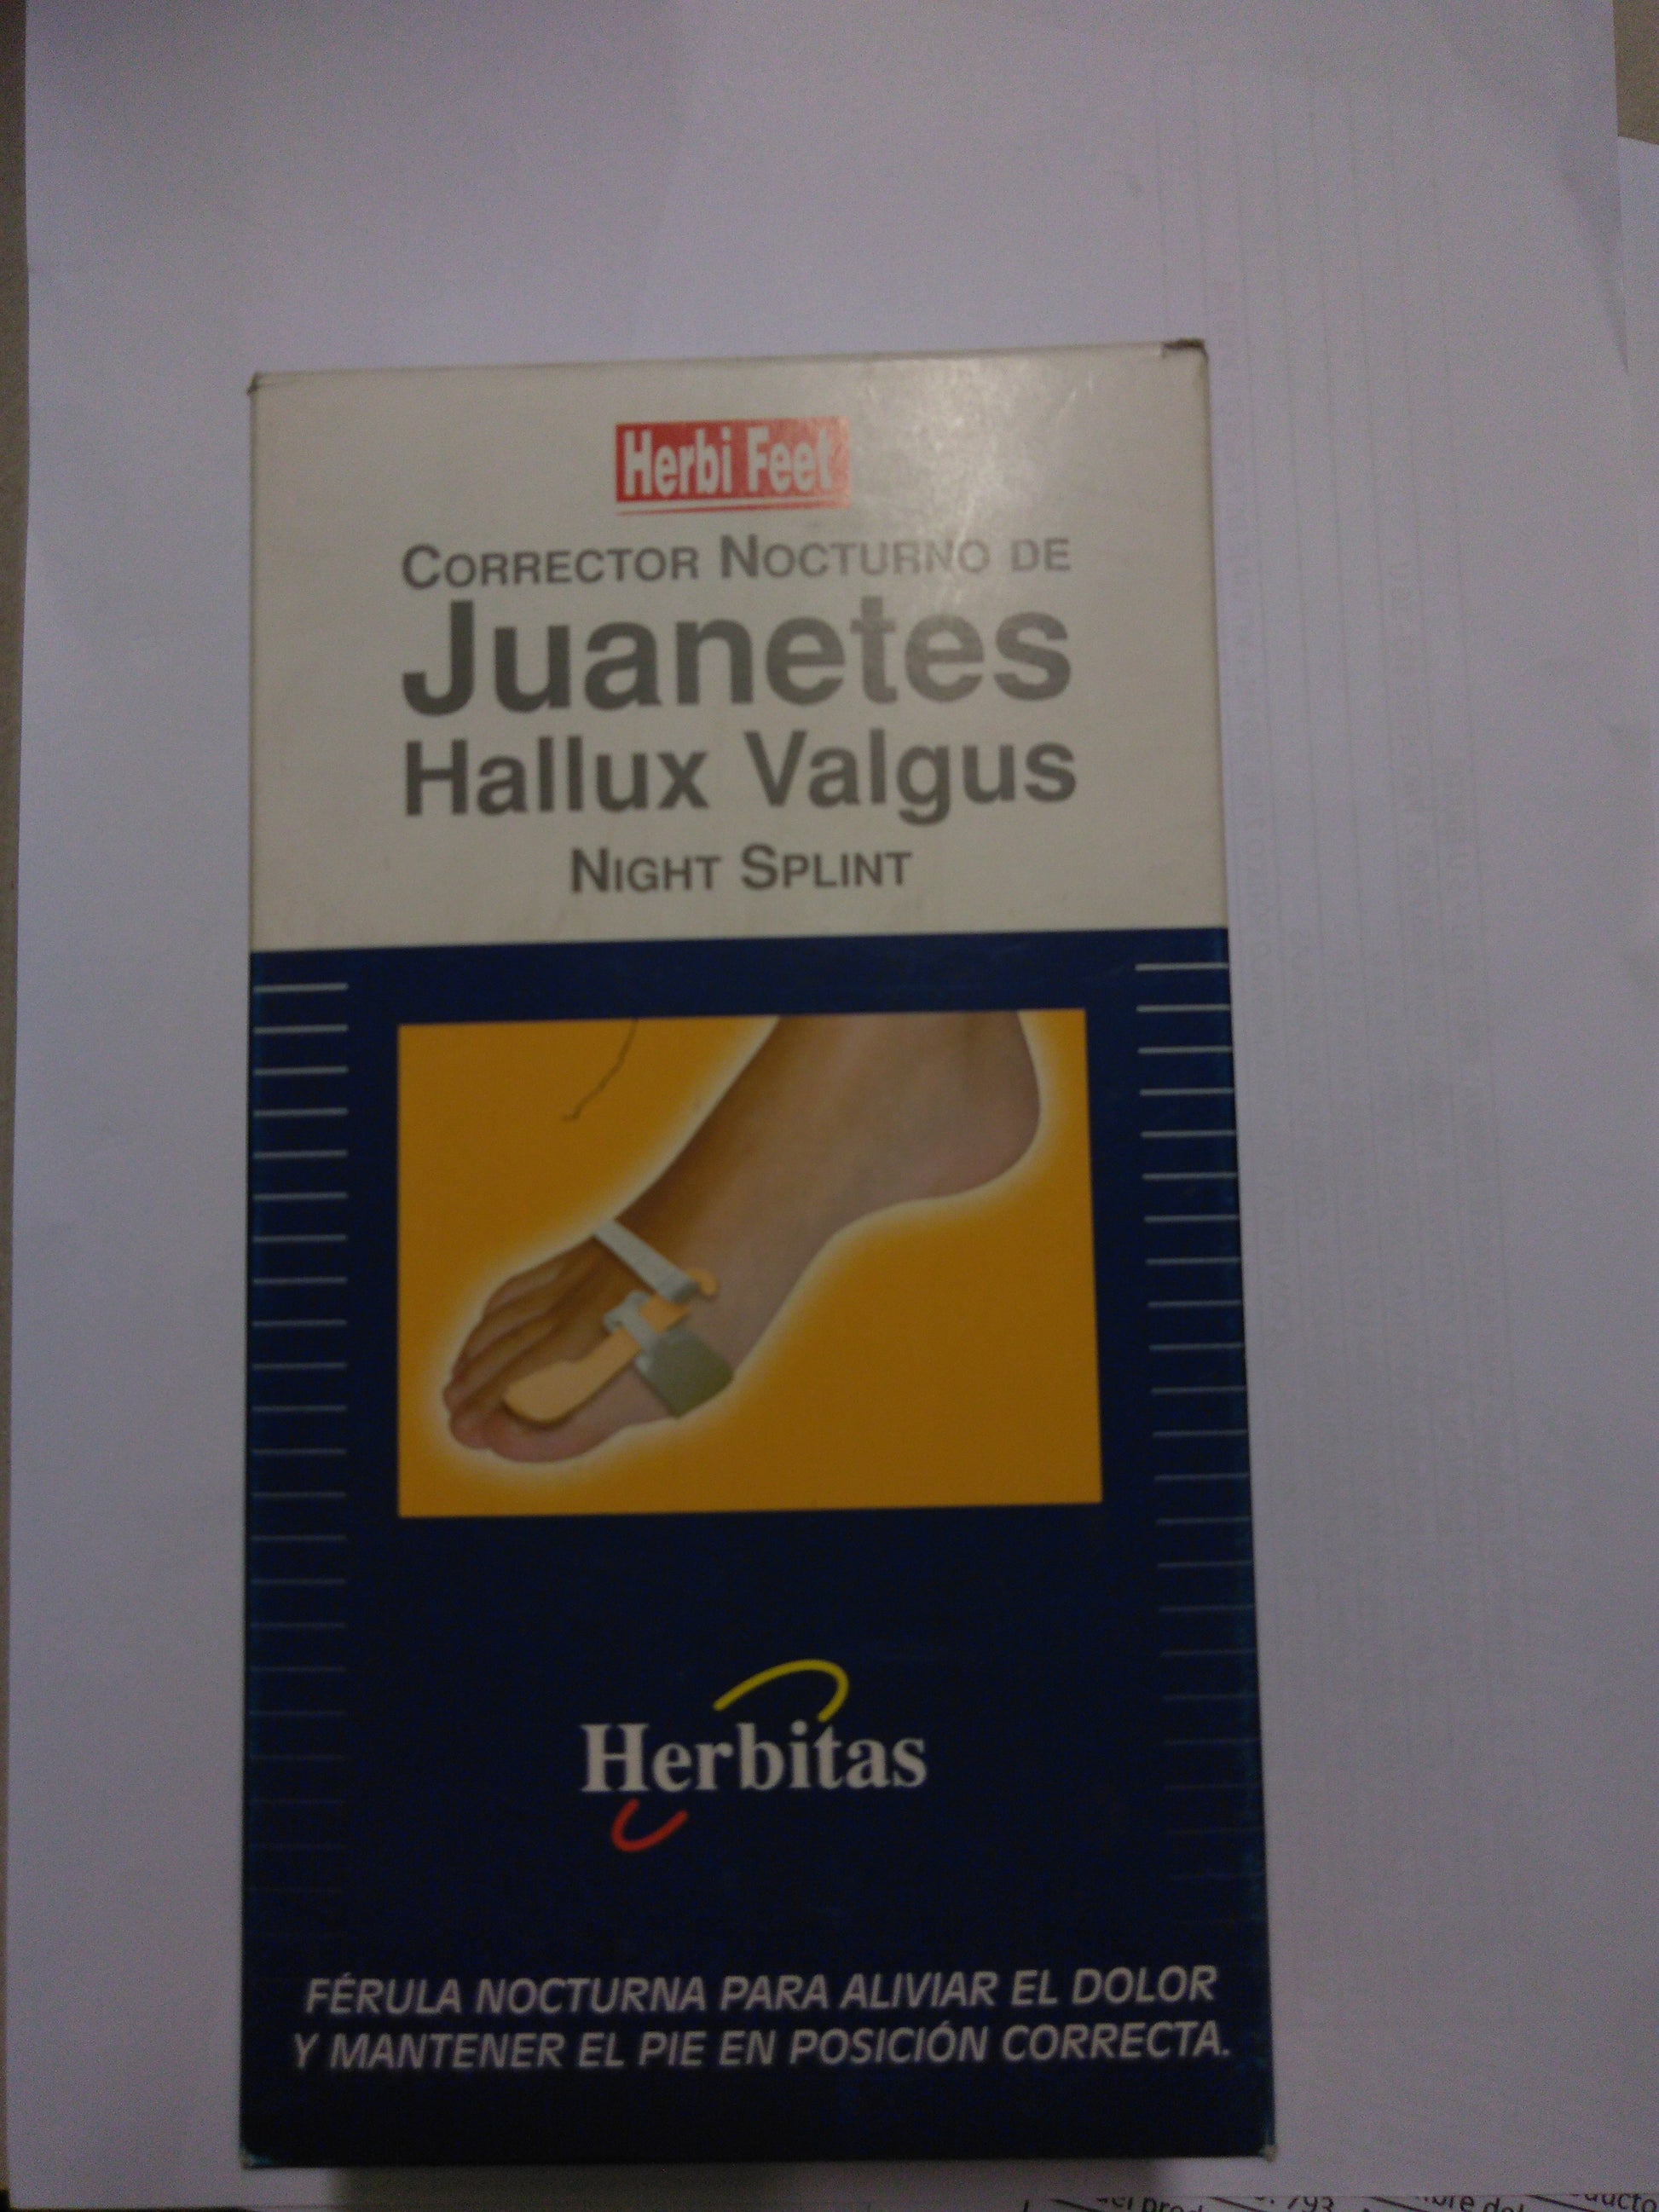 Herbi Feet
CORRECTOR NOCTURNO DE
Juanetes
Hallux Valgus
NIGHT SPLINT
Herbitas
FÉRULA NOCTURNA PARA ALIVIAR EL DOLOR
Y MANTENER EL PIE EN POSICIÓN CORRECTA.